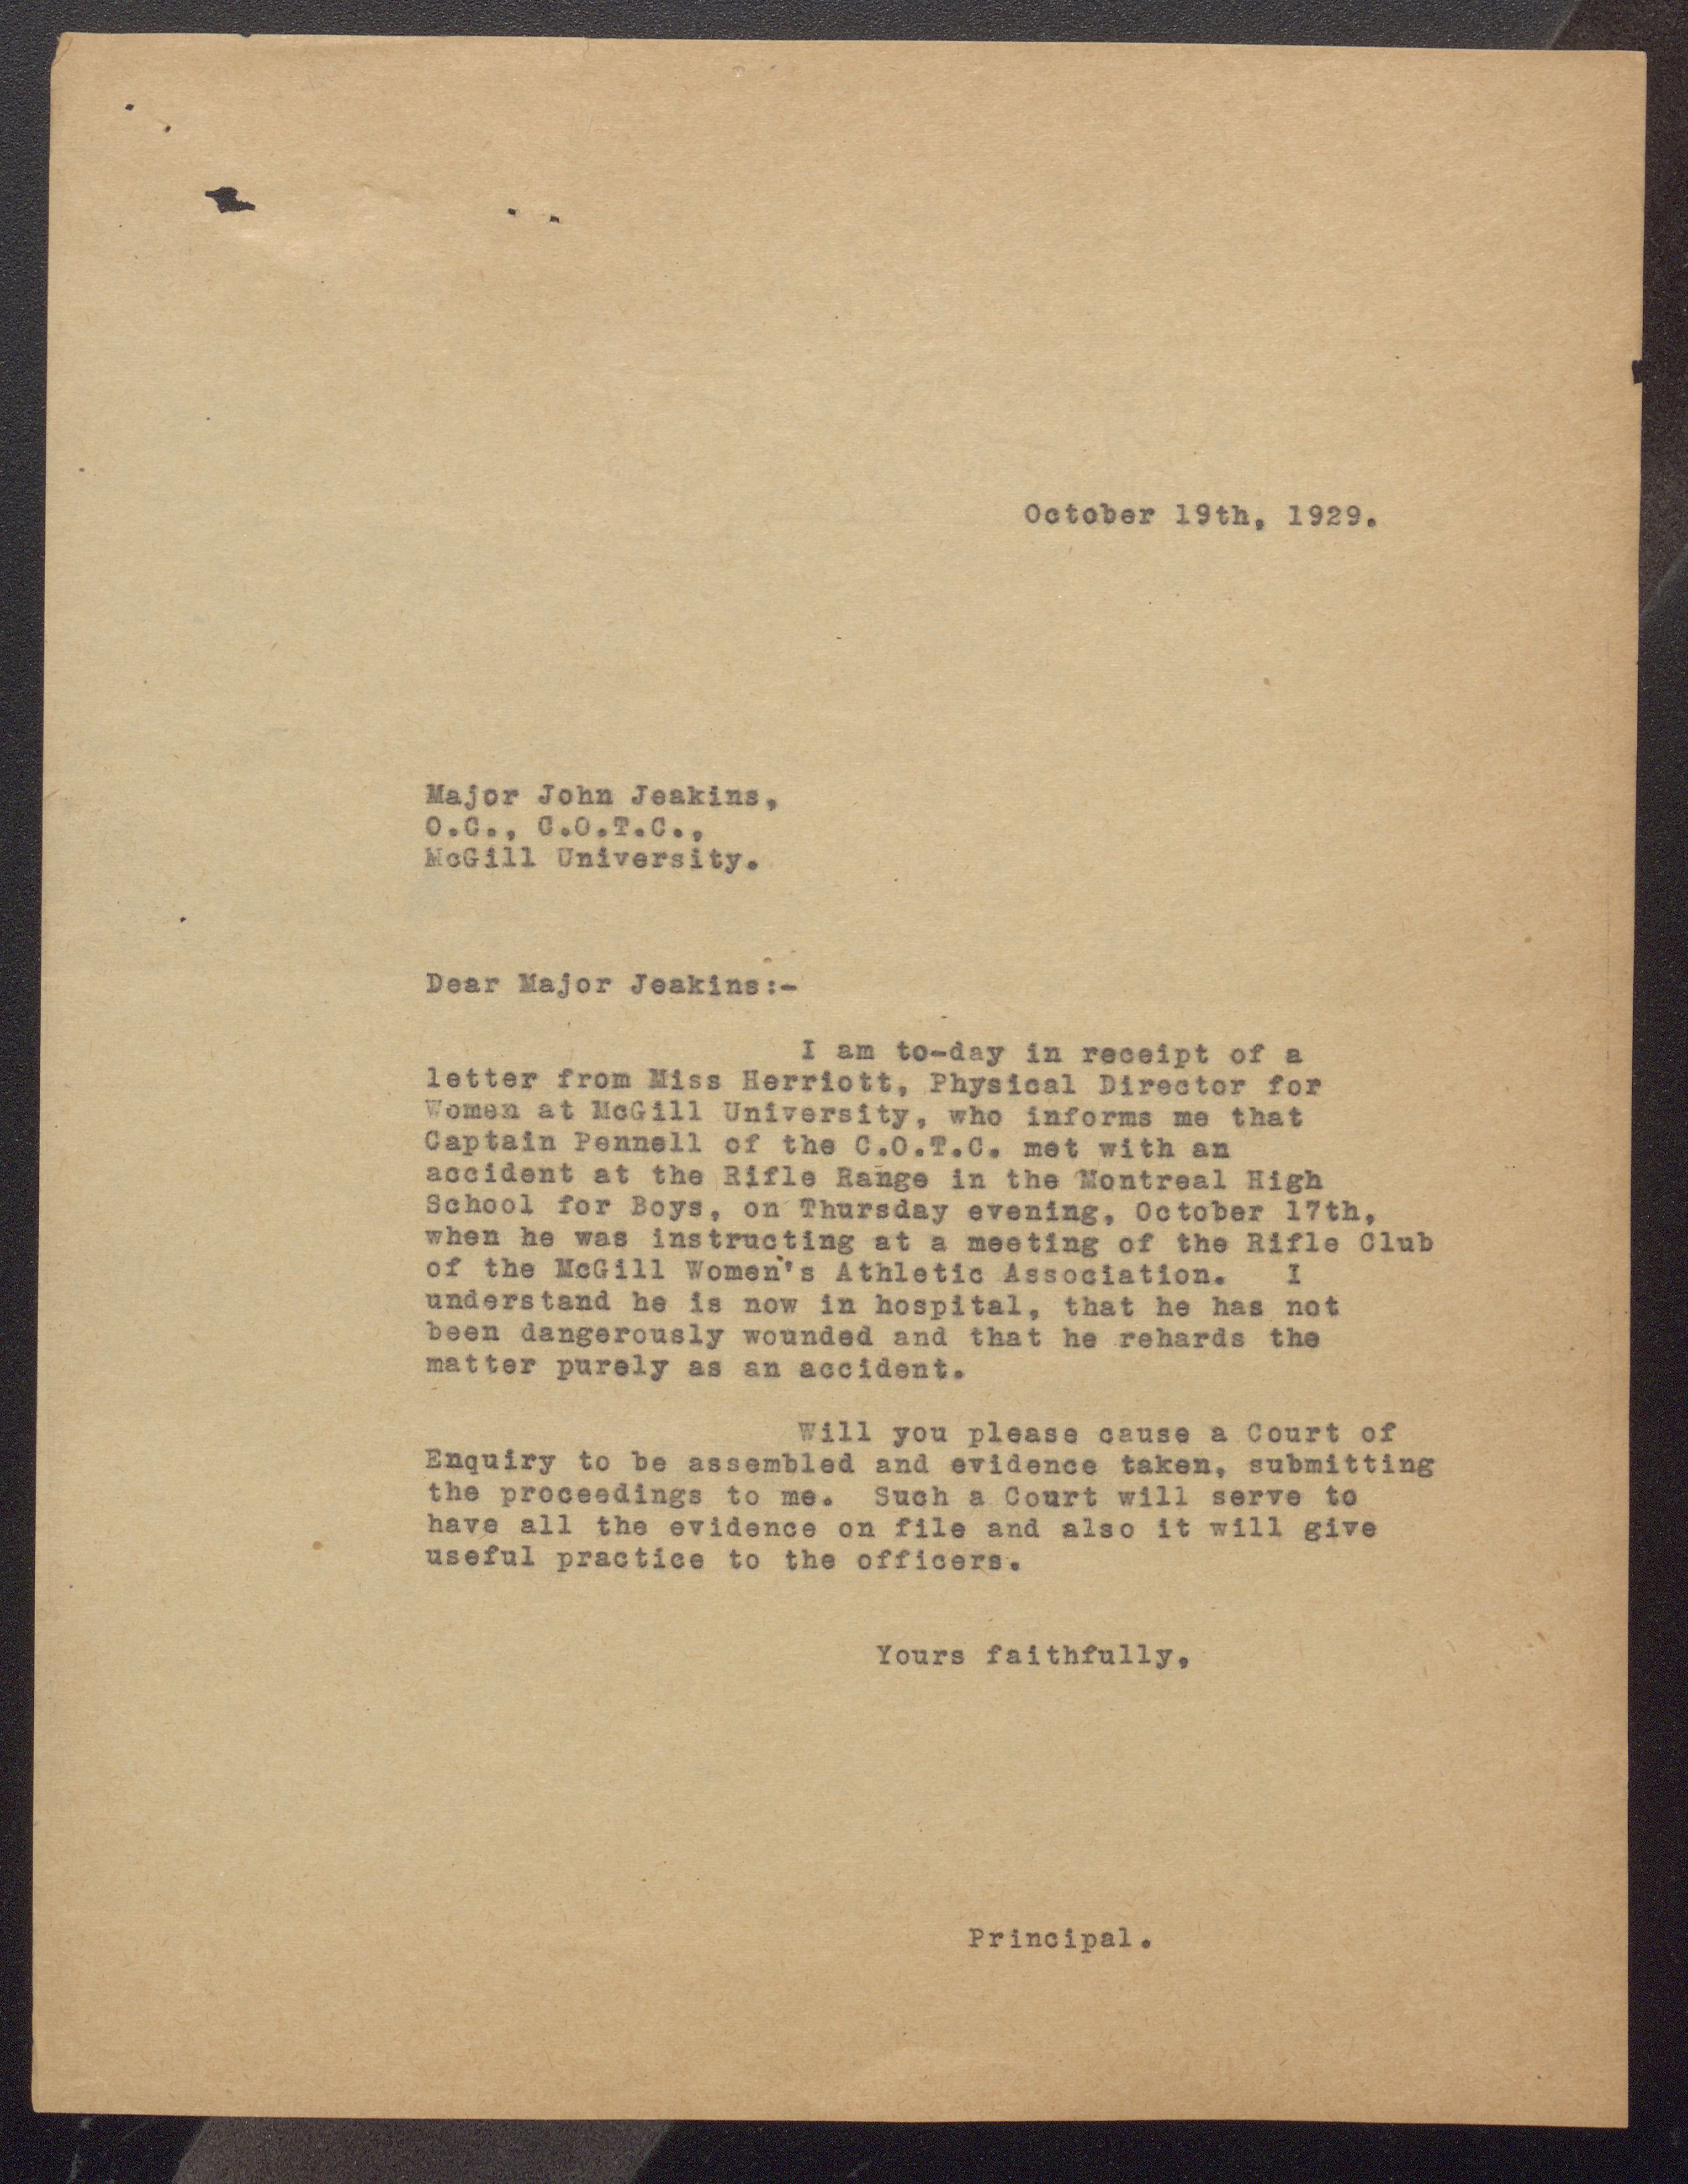 October 19th, 1929.
Major John Jeakins,
O.C., C.O.T.C.,
McGill University.
Dear Major Jeakins:-
I am to-day in receipt of a
letter from Miss Herriott, Physical Director for
Women at McGill University, who informs me that
Captain Pennell of the C.O.T.C. met with an
accident at the Rifle Range in the Montreal High
School for Boys, on Thursday evening, October 17th,
when he was instructing at a meeting of the Rifle Club
of the McGill Women's Athletic Association. I
understand he is now in hospital, that he has not
been dangerously wounded and that he rehards the
matter purely as an accident.
Will you please cause a Court of
Enquiry to be assembled and evidence taken, submitting
the proceedings to me. Such a Court will serve to
have all the evidence on file and also it will give
useful practice to the officers.
Yours faithfully,
Principal.